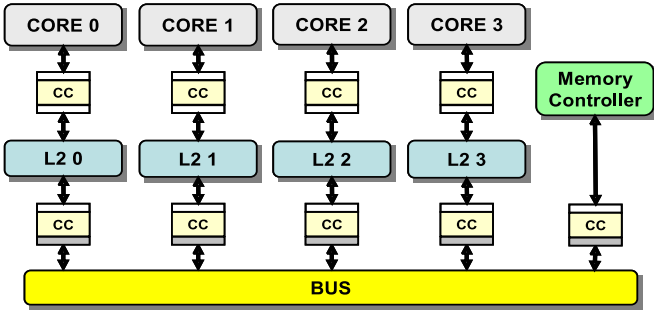 CORE 0
CORE 1
CORE 2
CORE 3
CC
CC
CC
CC
Memory
Controller
L2 0
L2 1
L2 2
L2 3
CC
CC
CC
CC
CC
BUS